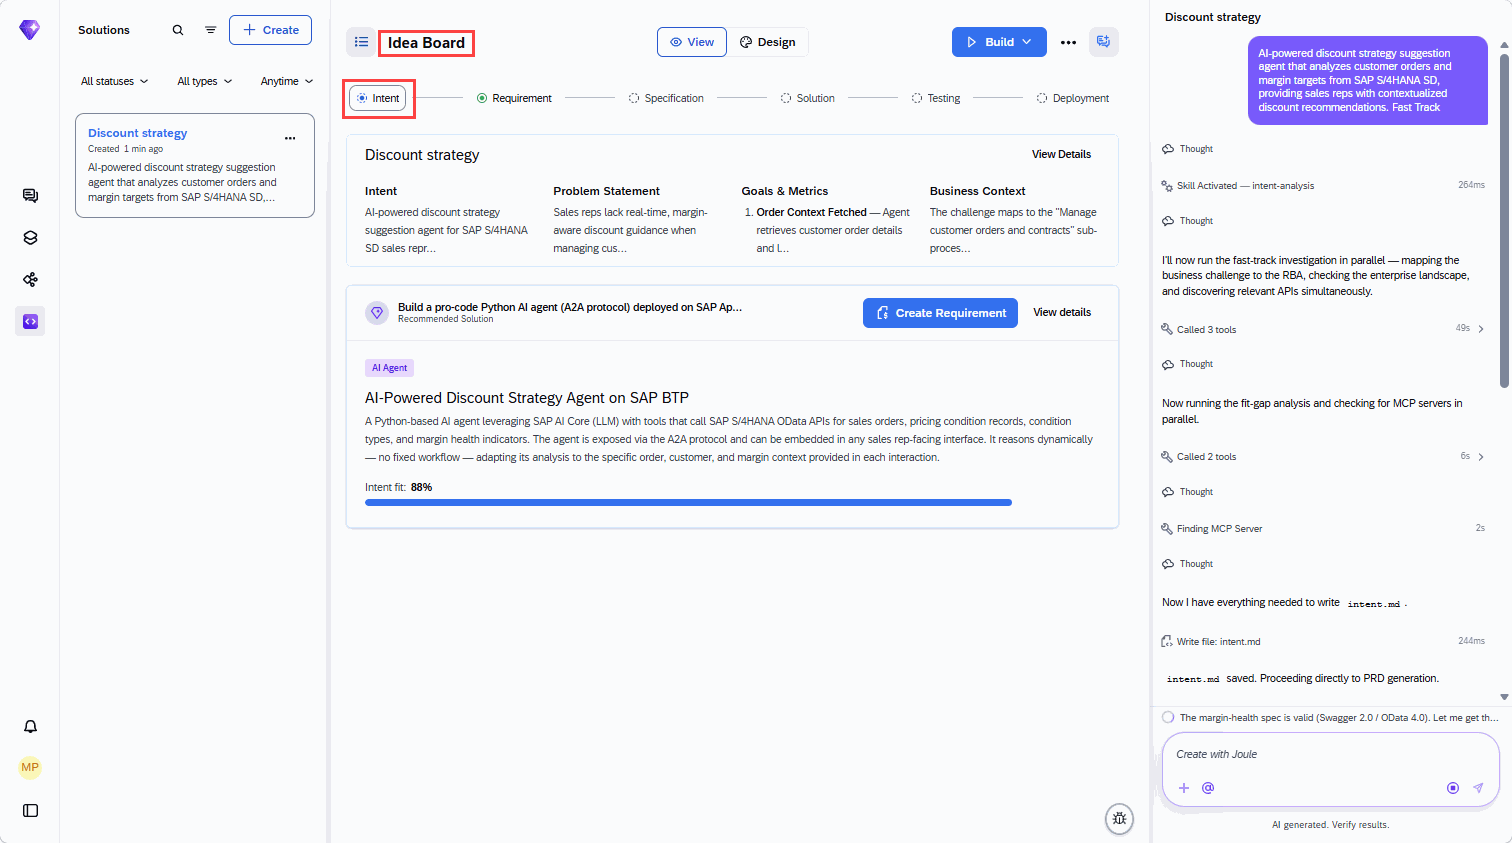 Solutions
Create
All statuses
All types
Anytime
Discount strategy
Created 1 min ago
AI-powered discount strategy suggestion
agent that analyzes customer orders and
margin targets from SAP S/4HANA SD,...
MP
Idea Board
View
Design
Build
Intent
Requirement
Specification
Solution
Testing
Deployment
Discount strategy
View Details
Intent
AI-powered discount strategy
suggestion agent for SAP S/4HANA
SD sales repr...
Problem Statement
Sales reps lack real-time, margin-
aware discount guidance when
managing cus...
Goals & Metrics
1. Order Context Fetched — Agent
retrieves customer order details
and l...
Business Context
The challenge maps to the "Manage
customer orders and contracts" sub-
proces...
Build a pro-code Python AI agent (A2A protocol) deployed on SAP Ap...
Recommended Solution
Create Requirement
View details
AI Agent
AI-Powered Discount Strategy Agent on SAP BTP
A Python-based AI agent leveraging SAP AI Core (LLM) with tools that call SAP S/4HANA OData APIs for sales orders, pricing condition records, condition
types, and margin health indicators. The agent is exposed via the A2A protocol and can be embedded in any sales rep-facing interface. It reasons dynamically
— no fixed workflow — adapting its analysis to the specific order, customer, and margin context provided in each interaction.
Intent fit: 88%
Discount strategy
AI-powered discount strategy suggestion
agent that analyzes customer orders and
margin targets from SAP S/4HANA SD,
providing sales reps with contextualized
discount recommendations. Fast Track
Thought
Skill Activated — intent-analysis 264ms
Thought
I'll now run the fast-track investigation in parallel — mapping the
business challenge to the RBA, checking the enterprise landscape,
and discovering relevant APIs simultaneously.
Called 3 tools 49s
Thought
Now running the fit-gap analysis and checking for MCP servers in
parallel.
Called 2 tools 6s
Thought
Finding MCP Server 2s
Thought
Now I have everything needed to write intent.md .
Write file: intent.md 244ms
intent.md saved. Proceeding directly to PRD generation.
The margin-health spec is valid (Swagger 2.0 / OData 4.0). Let me get th...
Create with Joule
AI generated. Verify results.